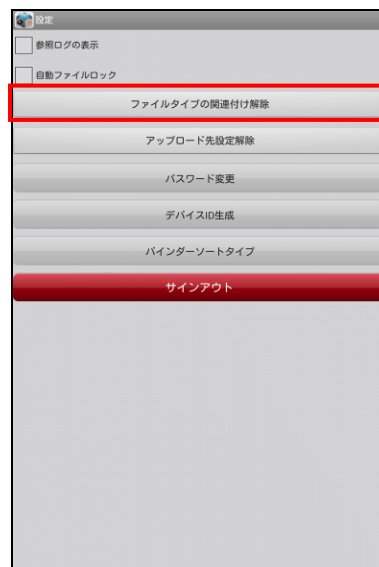 設定
参照ログの表示
自動ファイルロック
ファイルタイプの関連付け解除
アップロード先設定解除
パスワード変更
デバイスID生成
バインダーソートタイプ
サインアウト